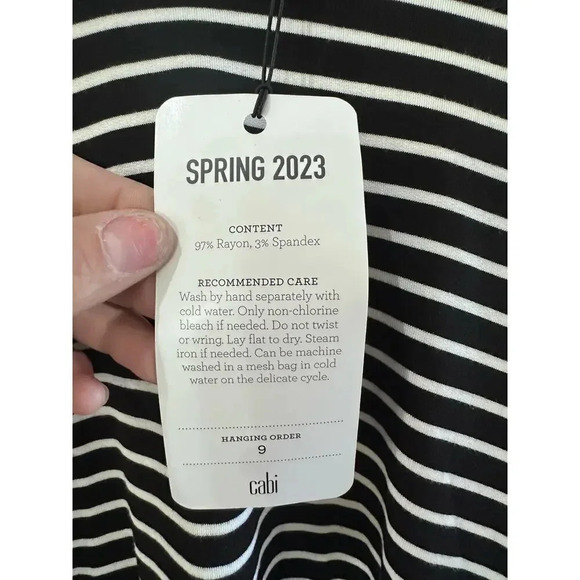 SPRING 2023
CONTENT
97% Rayon, 3% Spandex
RECOMMENDED CARE
Wash by hand separately with
cold water. Only non-chlorine
bleach if needed. Do not twist
or wring. Lay flat to dry. Steam
iron if needed. Can be machine
washed in a mesh bag in cold
water on the delicate cycle.
HANGING ORDER
9
cabi